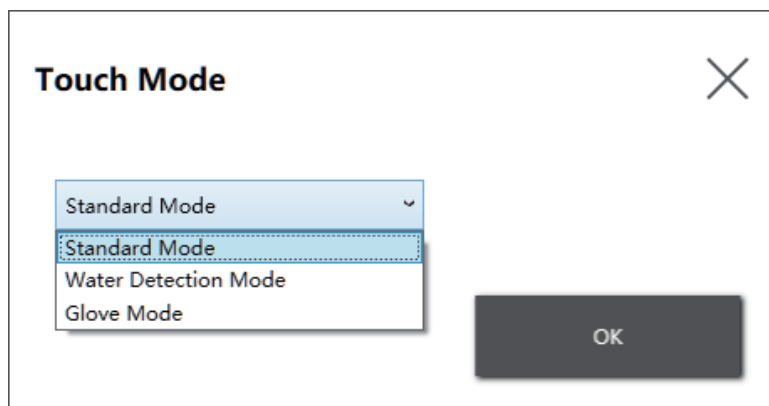 Touch Mode
Standard Mode
Standard Mode
Water Detection Mode
Glove Mode
OK